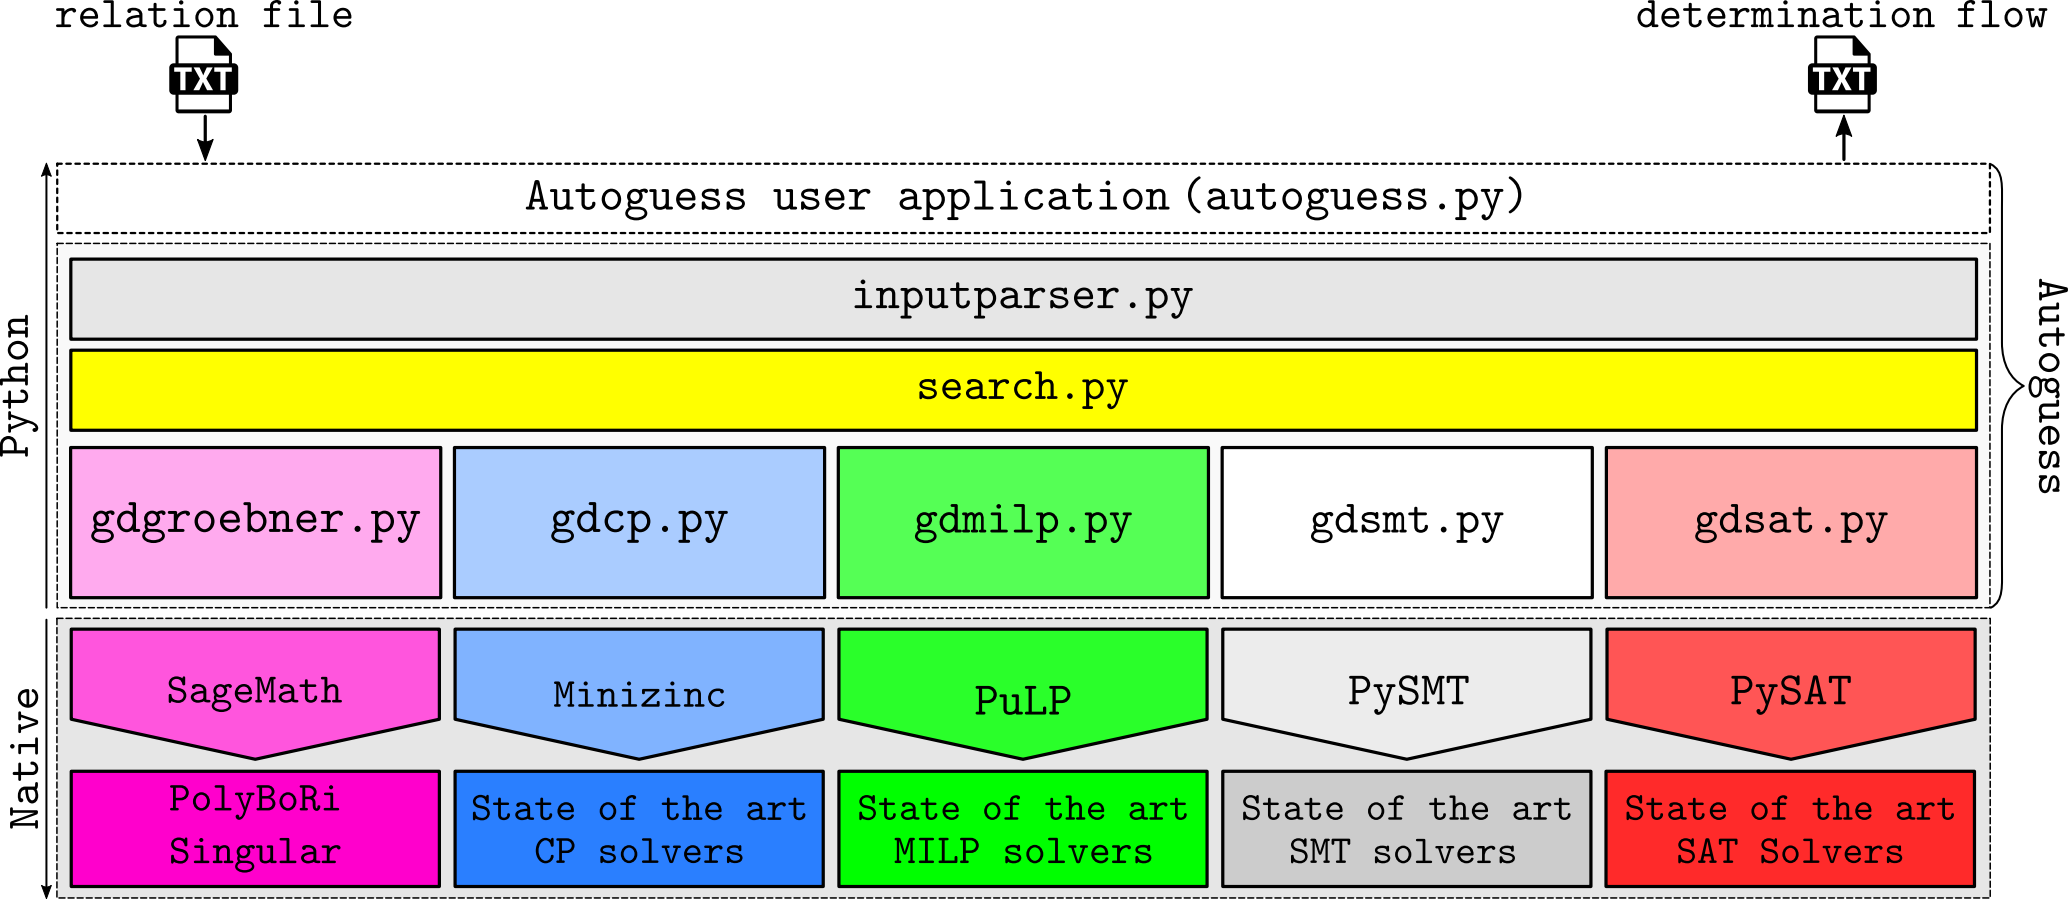 relation file
determination flow
TXT
TXT
Autoguess user application (autoguess.py)
inputparser.py
search.py
Python
Autoguess
gdgroebner.py
gdcp.py
gdmilp.py
gdsmt.py
gdsat.py
Native
SageMath
Minizinc
PuLP
PySMT
PySAT
PolyBoRi
Singular
State of the art
CP solvers
State of the art
MILP solvers
State of the art
SMT solvers
State of the art
SAT Solvers